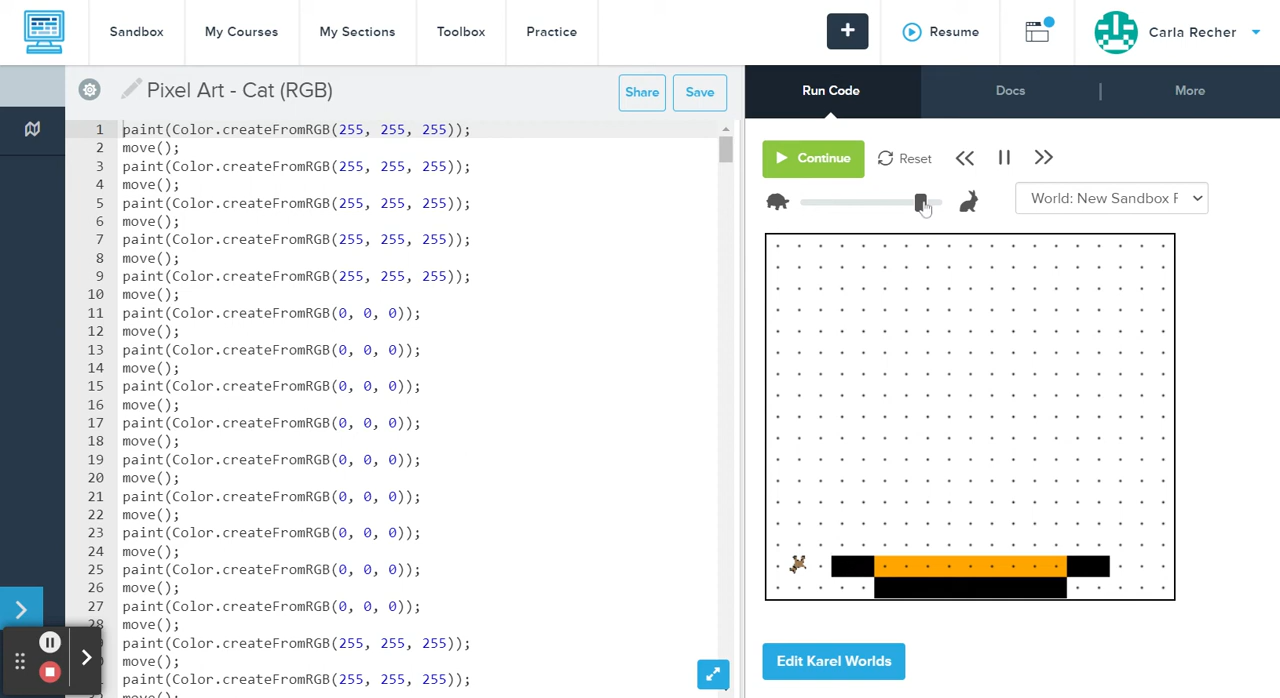 Sandbox My Courses My Sections Toolbox Practice + Resume Carla Recher
Pixel Art - Cat (RGB) Share Save
Run Code Docs | More
Continue Reset
World: New Sandbox F
1 paint(Color.createFromRGB(255, 255, 255));
2 move();
3 paint(Color.createFromRGB(255, 255, 255));
4 move();
5 paint(Color.createFromRGB(255, 255, 255));
6 move();
7 paint(Color.createFromRGB(255, 255, 255));
8 move();
9 paint(Color.createFromRGB(255, 255, 255));
10 move();
11 paint(Color.createFromRGB(0, 0, 0));
12 move();
13 paint(Color.createFromRGB(0, 0, 0));
14 move();
15 paint(Color.createFromRGB(0, 0, 0));
16 move();
17 paint(Color.createFromRGB(0, 0, 0));
18 move();
19 paint(Color.createFromRGB(0, 0, 0));
20 move();
21 paint(Color.createFromRGB(0, 0, 0));
22 move();
23 paint(Color.createFromRGB(0, 0, 0));
24 move();
25 paint(Color.createFromRGB(0, 0, 0));
26 move();
27 paint(Color.createFromRGB(0, 0, 0));
28 move();
paint(Color.createFromRGB(255, 255, 255));
move();
paint(Color.createFromRGB(255, 255, 255));
Edit Karel Worlds